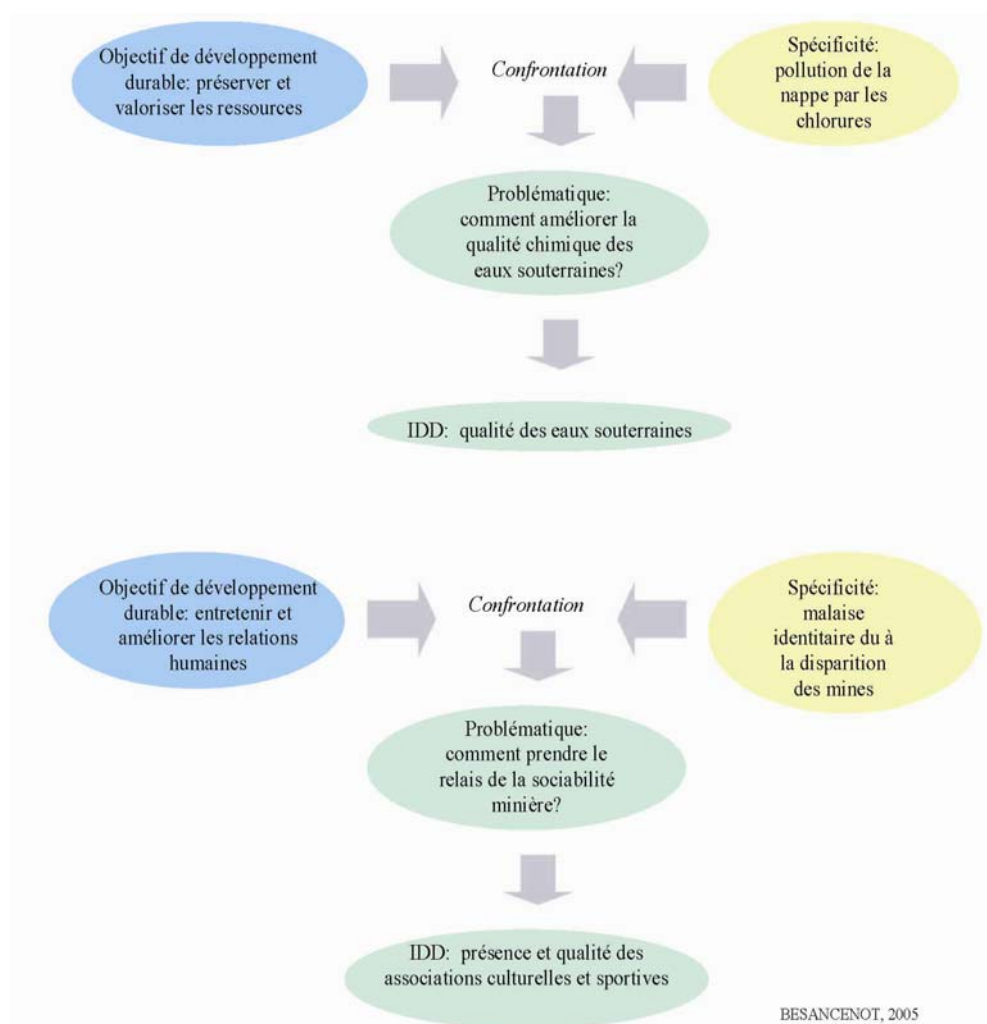 Objectif de développement
durable: préserver et
valoriser les ressources
Confrontation
Spécificité:
pollution de la
nappe par les
chlorures
Problématique:
comment améliorer la
qualité chimique des
eaux souterraines?
IDD: qualité des eaux souterraines
Objectif de développement
durable: entretenir et
améliorer les relations
humaines
Confrontation
Spécificité:
malaise
identitaire du à
la disparition
des mines
Problématique:
comment prendre le
relais de la sociabilité
minière?
IDD: présence et qualité des
associations culturelles et sportives
BESANCENOT, 2005